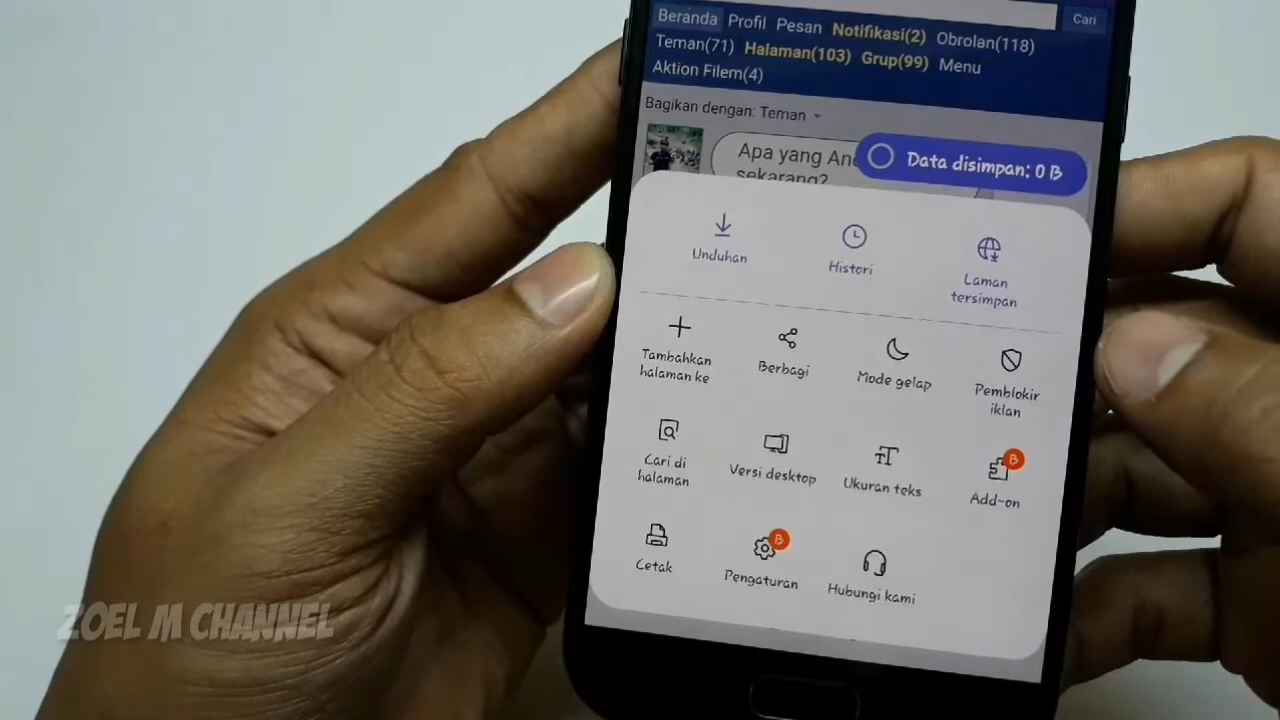 Cari
Beranda Profil Pesan Notifikasi(2) Obrolan(118)
Teman(71) Halaman(103) Grup(99) Menu
Aktion Filem(4)
Bagikan dengan: Teman
Apa yang
sekarang?
Data disimpan: 0 B
Unduhan
Histori
Laman
tersimpan
Tambahkan
halaman ke
Berbagi
Mode gelap
Pemblokir
iklan
Cari di
halaman
Versi desktop
Ukuran teks
Add-on
B
Cetak
Pengaturan
B
Hubungi kami
ZOEL M CHANNEL